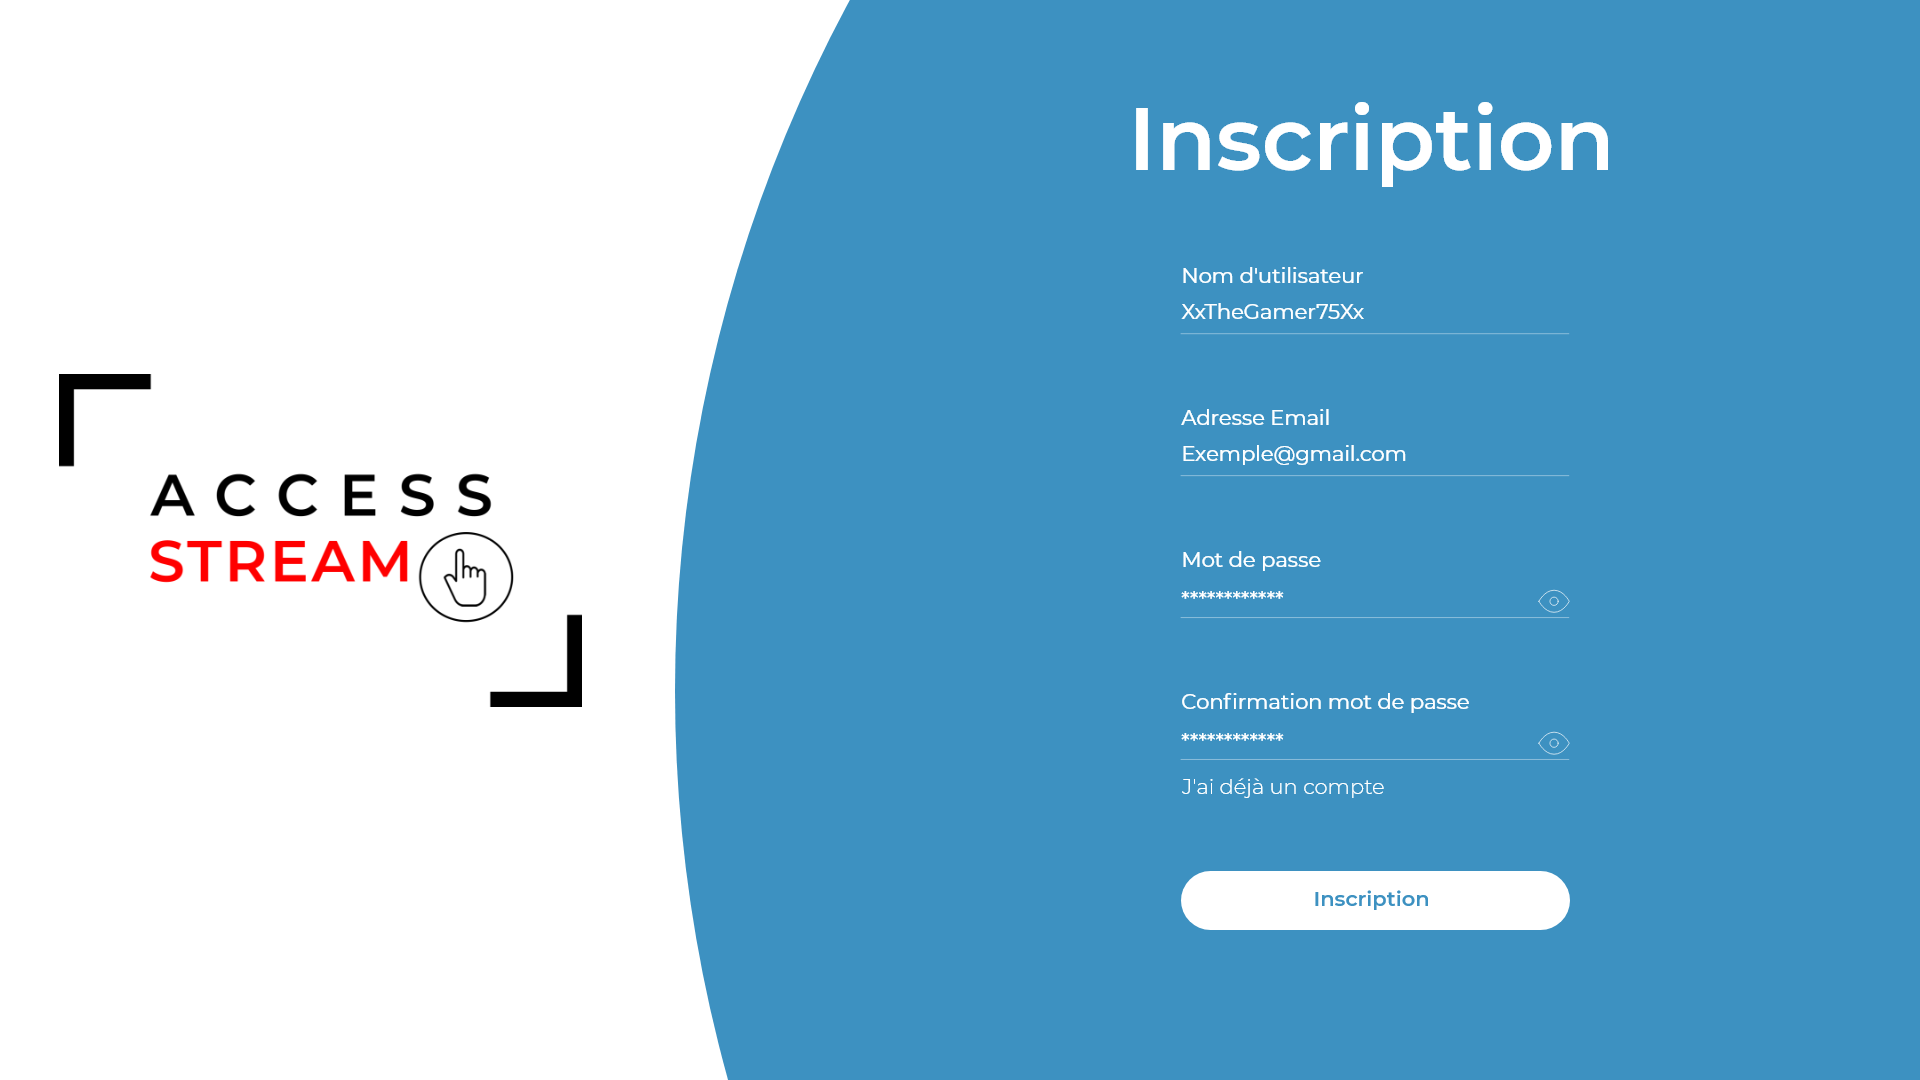 ACCESS
STREAM
Inscription
Nom d'utilisateur
XxTheGamer75Xx
Adresse Email
Exemple@gmail.com
Mot de passe
************
Confirmation mot de passe
************
J'ai déjà un compte
Inscription